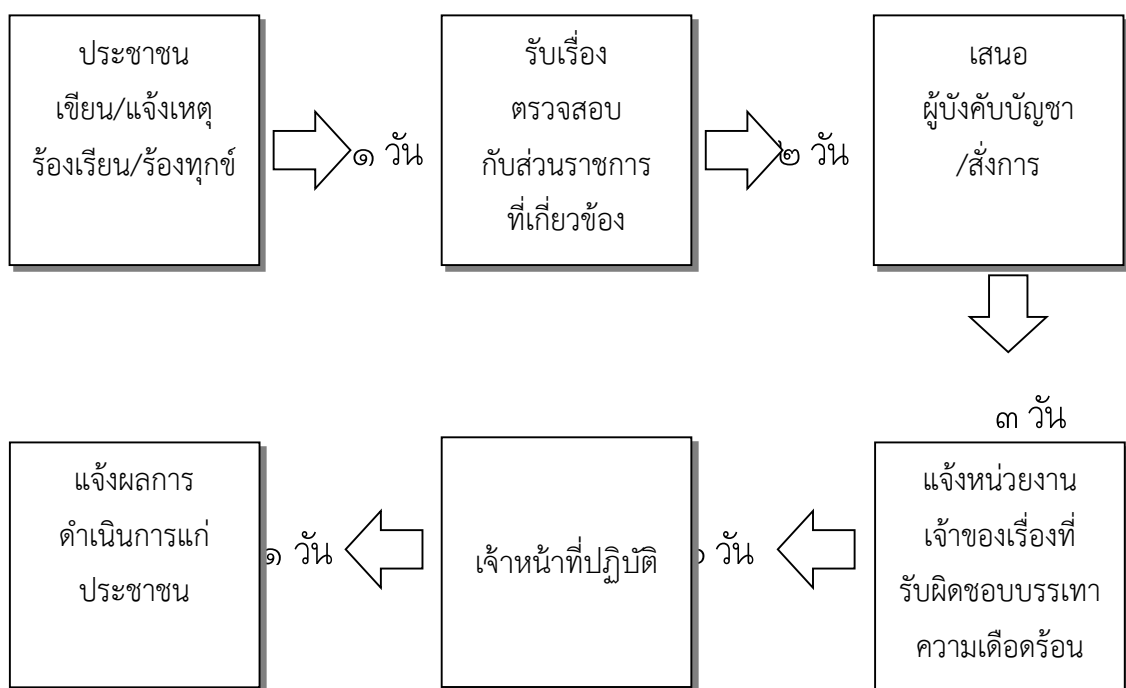 ประชาชน
เขียน/แจ้งเหตุ
ร้องเรียน/ร้องทุกข์
๑ วัน
รับเรื่อง
ตรวจสอบ
กับส่วนราชการ
ที่เกี่ยวข้อง
๒ วัน
เสนอ
ผู้บังคับบัญชา
/สั่งการ
๓ วัน
แจ้งหน่วยงาน
เจ้าของเรื่องที่
รับผิดชอบบรรเทา
ความเดือดร้อน
วัน
เจ้าหน้าที่ปฏิบัติ
๑ วัน
แจ้งผลการ
ดำเนินการแก่
ประชาชน